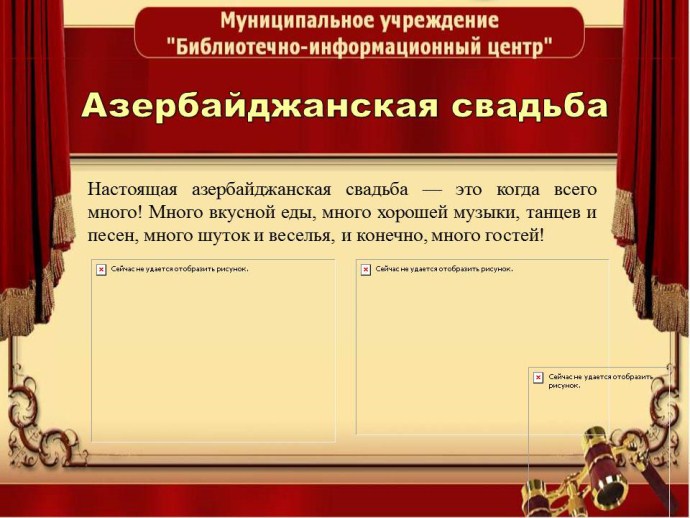 Муниципальное учреждение
"Библиотечно-информационный центр"
Азербайджанская свадьба
Настоящая азербайджанская свадьба — это когда всего
много! Много вкусной еды, много хорошей музыки, танцев и
песен, много шуток и веселья, и конечно, много гостей!
Сейчас не удается отобразить рисунок.
Сейчас не удается отобразить рисунок.
Сейчас не удается отобразить
рисунок.